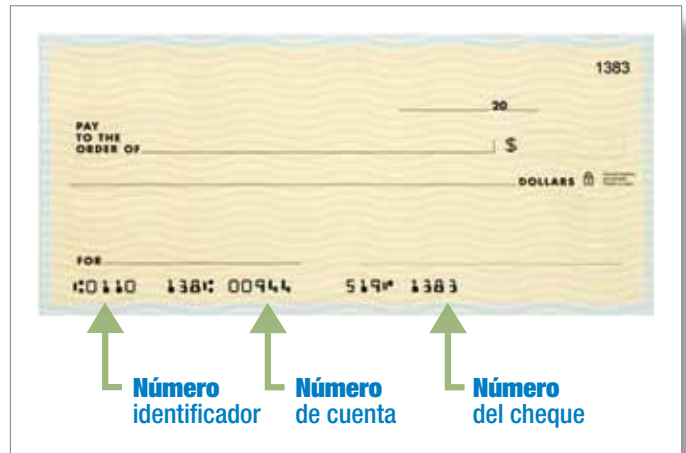 1383
20
PAY
TO THE
ORDER OF $
DOLLARS
FOR
⑆0110 138⑆ 00944 519⑈ 1383
Número
identificador
Número
de cuenta
Número
del cheque